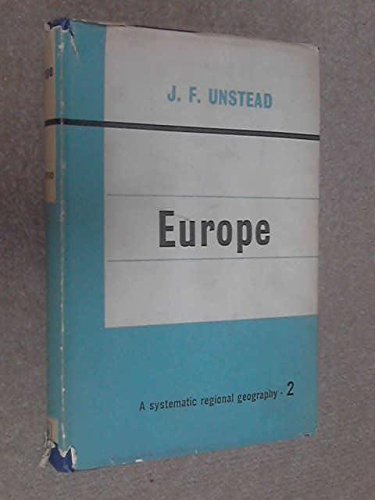 J. F. UNSTEAD
Europe
A systematic regional geography - 2